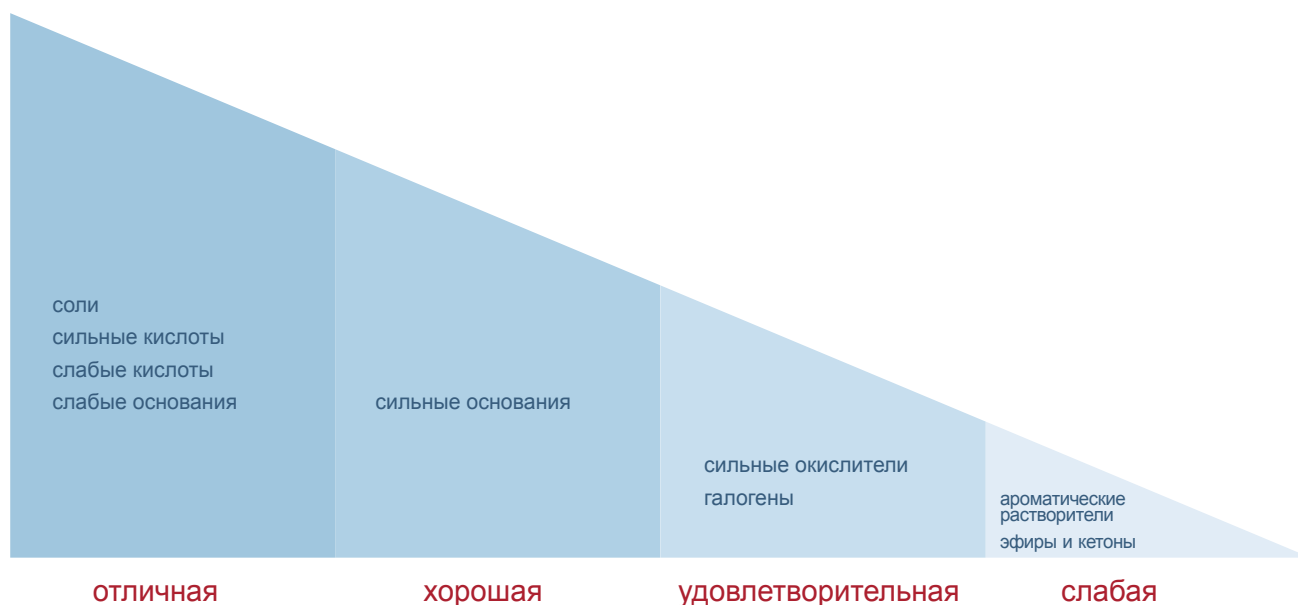 соли
сильные кислоты
слабые кислоты
слабые основания
сильные основания
сильные окислители
галогены
ароматические
растворители
эфиры и кетоны
отличная
хорошая
удовлетворительная
слабая